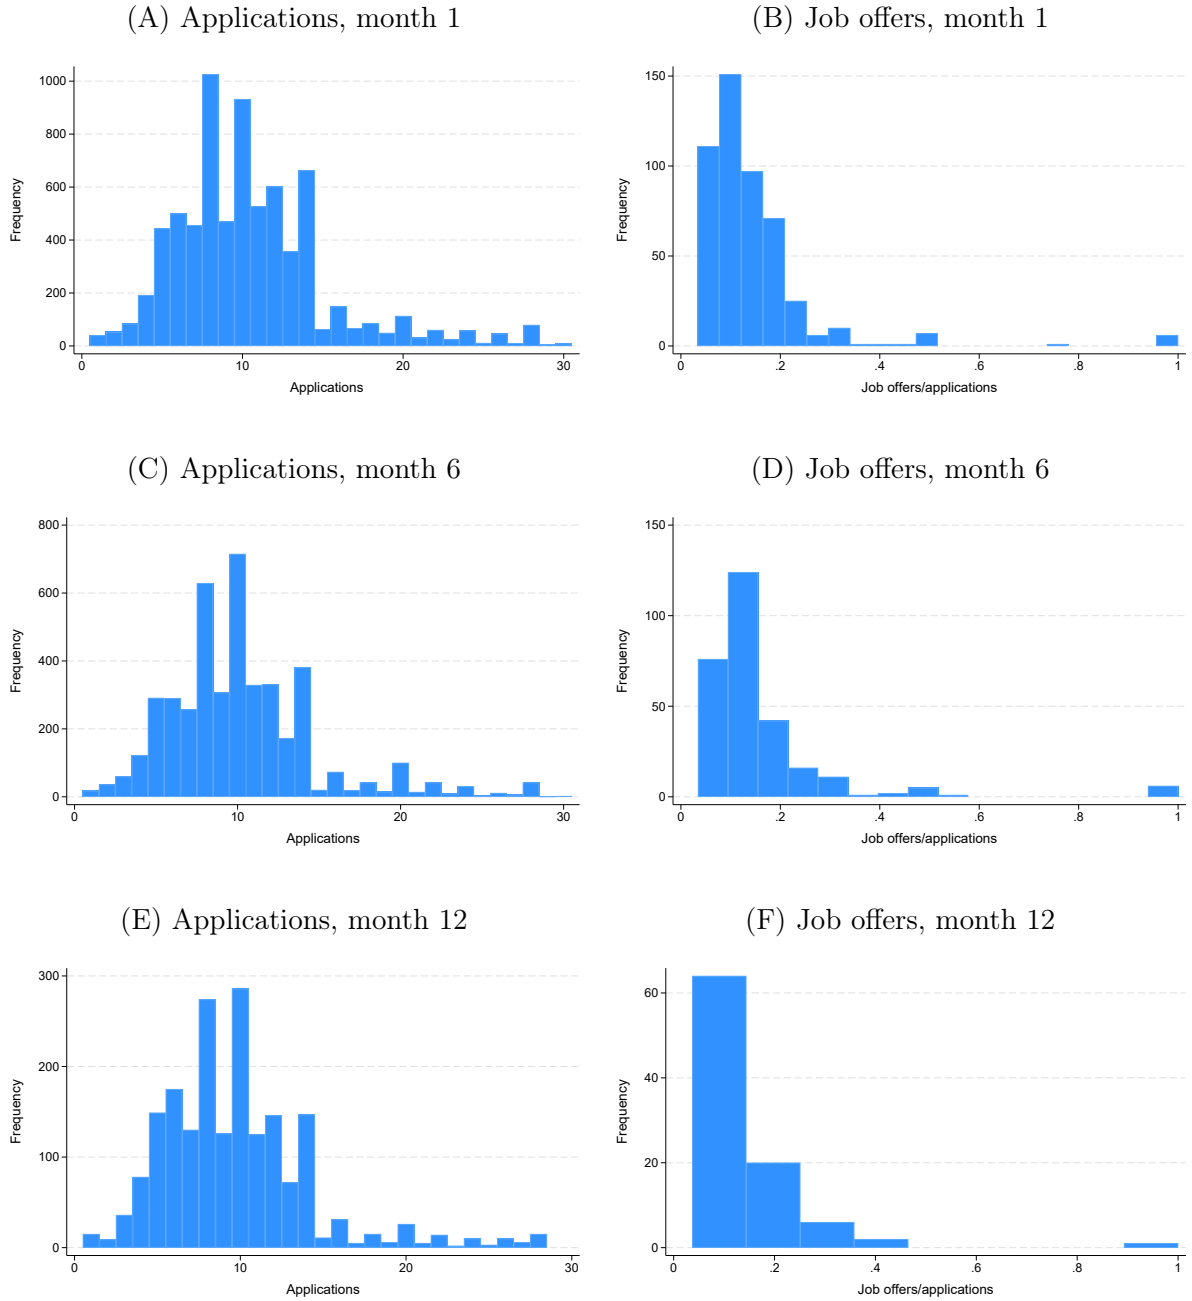 (A) Applications, month 1
Frequency
1000
800
600
400
200
0
0 10 20 30
Applications
(B) Job offers, month 1
Frequency
150
100
50
0
0 .2 .4 .6 .8 1
Job offers/applications
(C) Applications, month 6
Frequency
800
600
400
200
0
0 10 20 30
Applications
(D) Job offers, month 6
Frequency
150
100
50
0
0 .2 .4 .6 .8 1
Job offers/applications
(E) Applications, month 12
Frequency
300
200
100
0
0 10 20 30
Applications
(F) Job offers, month 12
Frequency
60
40
20
0
0 .2 .4 .6 .8 1
Job offers/applications